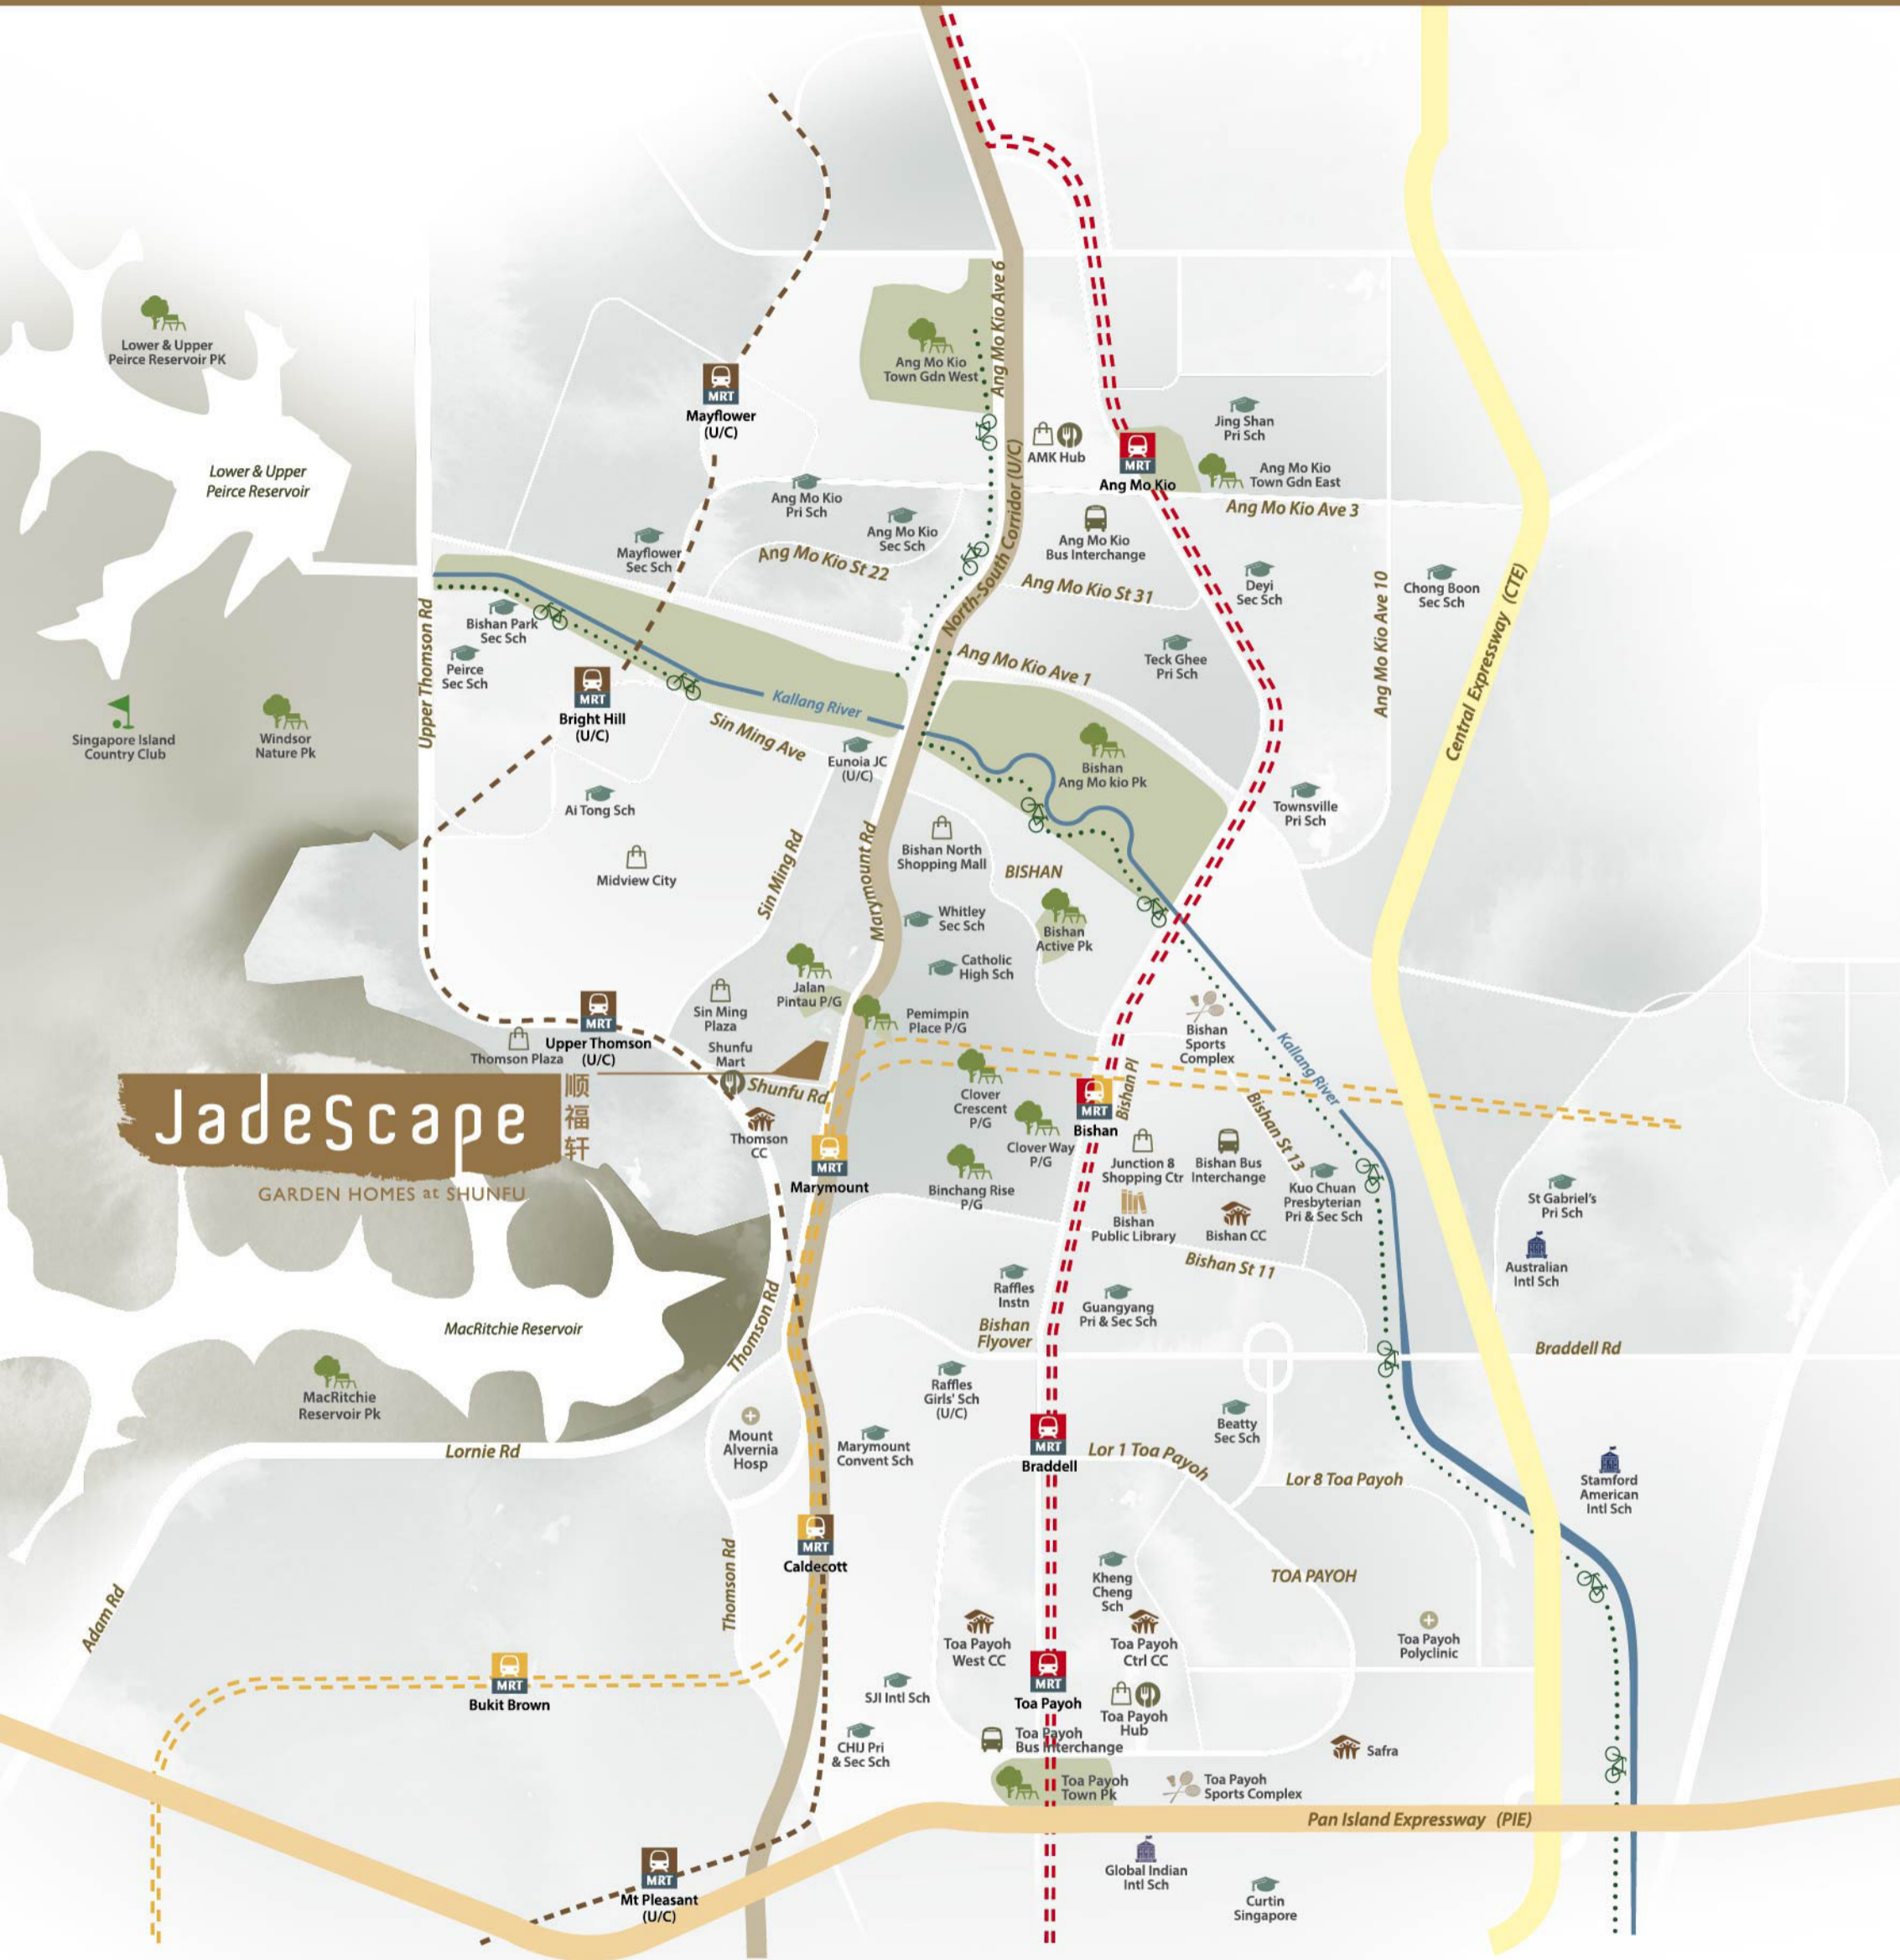 Lower & Upper
Peirce Reservoir PK
Ang Mo Kio
Town Gdn West
Ang Mo Kio Ave 6
MRT
Mayflower
(U/C)
Jing Shan
Pri Sch
AMK Hub
MRT
Ang Mo Kio
Ang Mo Kio
Town Gdn East
Lower & Upper
Peirce Reservoir
North-South Corridor (U/C)
Ang Mo Kio Ave 3
Ang Mo Kio
Pri Sch
Ang Mo Kio
Sec Sch
Ang Mo Kio
Bus Interchange
Mayflower
Sec Sch
Ang Mo Kio St 22
Ang Mo Kio St 31
Deyi
Sec Sch
Ang Mo Kio Ave 10
Chong Boon
Sec Sch
Central Expressway (CTE)
Upper Thomson Rd
Bishan Park
Sec Sch
Peirce
Sec Sch
Ang Mo Kio Ave 1
Teck Ghee
Pri Sch
MRT
Bright Hill
(U/C)
Kallang River
Sin Ming Ave
Singapore Island
Country Club
Windsor
Nature Pk
Eunoia JC
(U/C)
Bishan
Ang Mo kio Pk
Ai Tong Sch
Townsville
Pri Sch
Midview City
Sin Ming Rd
Marymount Rd
Bishan North
Shopping Mall
BISHAN
Whitley
Sec Sch
Bishan
Active Pk
Catholic
High Sch
Jalan
Pintau P/G
Sin Ming
Plaza
Pemimpin
Place P/G
Bishan
Sports
Complex
MRT
Upper Thomson
(U/C)
Thomson Plaza
Shunfu
Mart
Shunfu Rd
Kallang River
JadeScape
顺
福
轩
GARDEN HOMES at SHUNFU
Thomson
CC
MRT
Marymount
Clover
Crescent
P/G
Clover Way
P/G
Binchang Rise
P/G
MRT
Bishan
Bishan Pl
Bishan St 13
Junction 8
Shopping Ctr
Bishan Bus
Interchange
Kuo Chuan
Presbyterian
Pri & Sec Sch
Bishan
Public Library
Bishan CC
Bishan St 11
St Gabriel's
Pri Sch
Australian
Intl Sch
Raffles
Instn
Guangyang
Pri & Sec Sch
Bishan
Flyover
Braddell Rd
MacRitchie Reservoir
Thomson Rd
MacRitchie
Reservoir Pk
Raffles
Girls' Sch
(U/C)
Lornie Rd
Mount
Alvernia
Hosp
Marymount
Convent Sch
MRT
Braddell
Lor 1 Toa Payoh
Beatty
Sec Sch
Lor 8 Toa Payoh
Stamford
American
Intl Sch
MRT
Caldecott
Thomson Rd
Adam Rd
Kheng
Cheng
Sch
TOA PAYOH
Toa Payoh
West CC
Toa Payoh
Ctrl CC
Toa Payoh
Polyclinic
MRT
Bukit Brown
SJI Intl Sch
MRT
Toa Payoh
Toa Payoh
Hub
CHIJ Pri
& Sec Sch
Toa Payoh
Bus Interchange
Safra
Toa Payoh
Town Pk
Toa Payoh
Sports Complex
Pan Island Expressway (PIE)
MRT
Mt Pleasant
(U/C)
Global Indian
Intl Sch
Curtin
Singapore